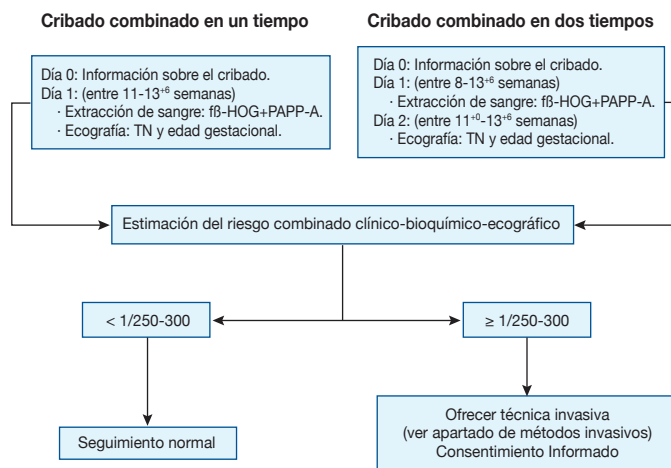 Cribado combinado en un tiempo
Día 0: Información sobre el cribado.
Día 1: (entre 11-13+6 semanas)
· Extracción de sangre: fß-HOG+PAPP-A.
· Ecografía: TN y edad gestacional.
Cribado combinado en dos tiempos
Día 0: Información sobre el cribado.
Día 1: (entre 8-13+6 semanas)
· Extracción de sangre: fß-HOG+PAPP-A.
Día 2: (entre 11+0-13+6 semanas)
· Ecografía: TN y edad gestacional.
Estimación del riesgo combinado clínico-bioquímico-ecográfico
< 1/250-300
≥ 1/250-300
Seguimiento normal
Ofrecer técnica invasiva
(ver apartado de métodos invasivos)
Consentimiento Informado